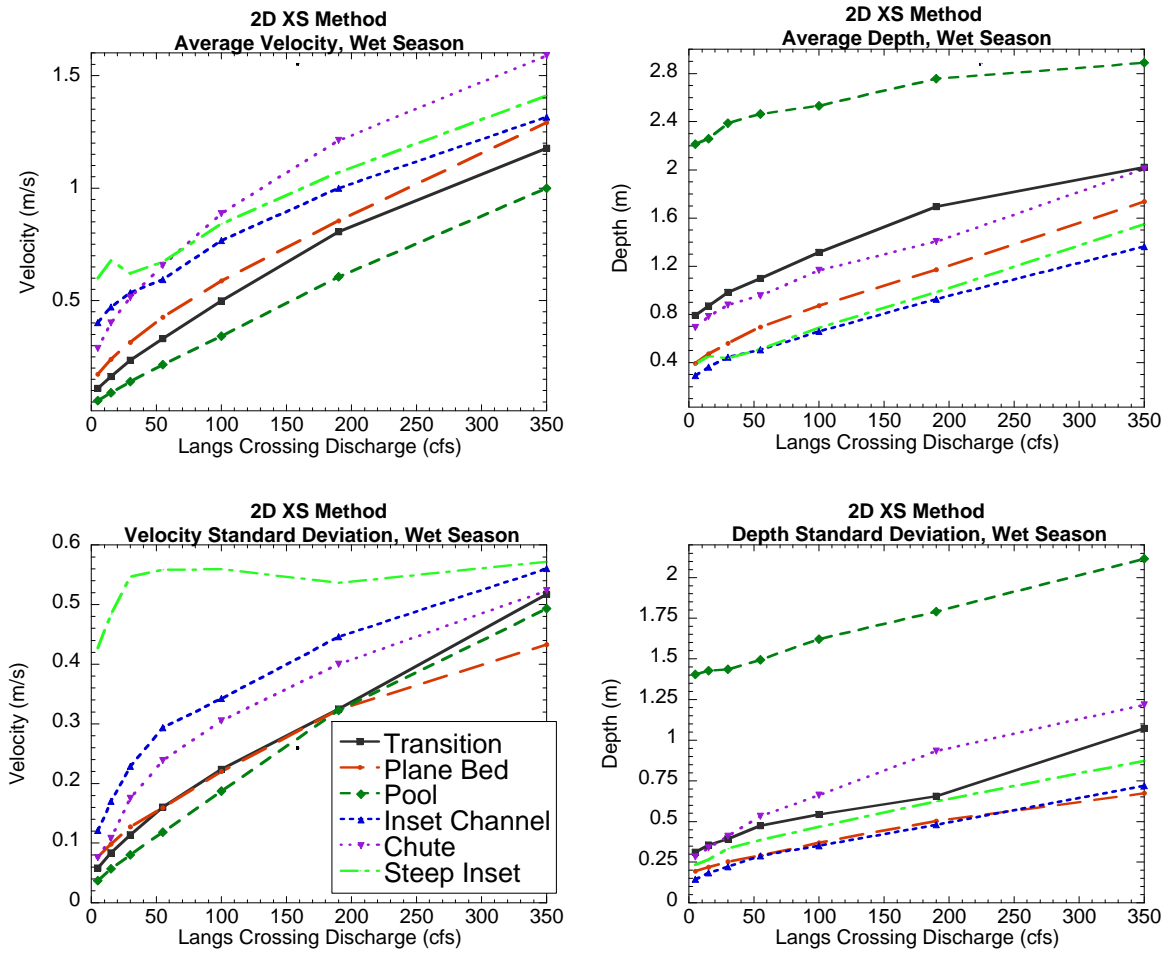 2D XS Method
Average Velocity, Wet Season
1.5
1
0.5
0
Velocity (m/s)
0 50 100 150 200 250 300 350
Langs Crossing Discharge (cfs)
2D XS Method
Average Depth, Wet Season
2.8
2.4
2
1.6
1.2
0.8
0.4
Depth (m)
0 50 100 150 200 250 300 350
Langs Crossing Discharge (cfs)
2D XS Method
Velocity Standard Deviation, Wet Season
0.6
0.5
0.4
0.3
0.2
0.1
0
Velocity (m/s)
0 50 100 150 200 250 300 350
Langs Crossing Discharge (cfs)
Transition
Plane Bed
Pool
Inset Channel
Chute
Steep Inset
2D XS Method
Depth Standard Deviation, Wet Season
2
1.75
1.5
1.25
1
0.75
0.5
0.25
0
Depth (m)
0 50 100 150 200 250 300 350
Langs Crossing Discharge (cfs)